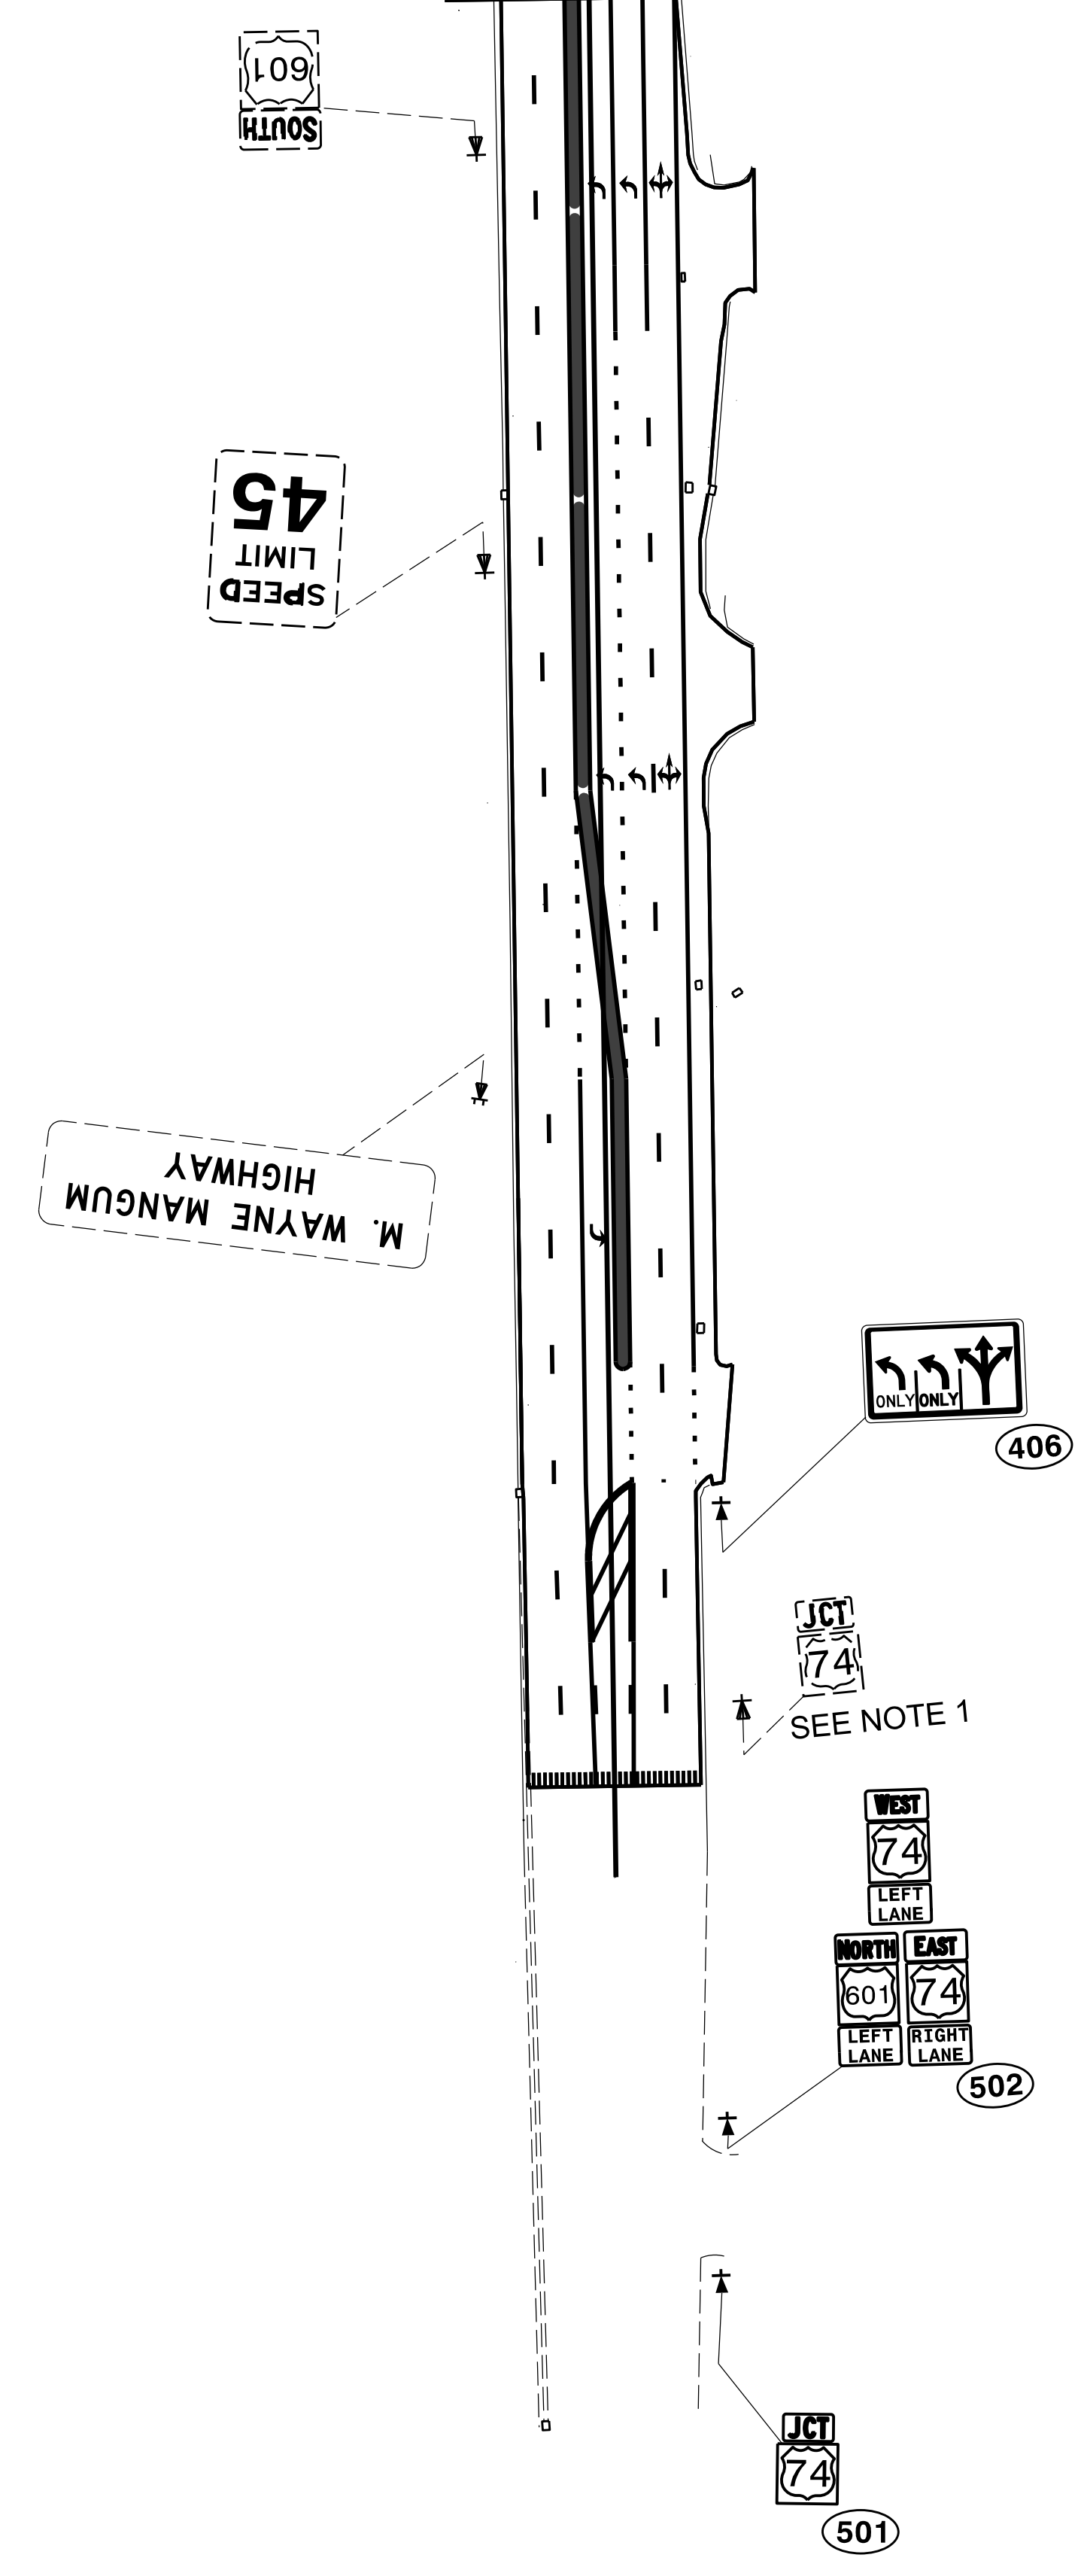 601
SOUTH
SPEED
LIMIT
45
M. WAYNE MANGUM
HIGHWAY
ONLY ONLY
406
JCT
74
SEE NOTE 1
WEST
74
LEFT
LANE
NORTH EAST
601 74
LEFT RIGHT
LANE LANE
502
JCT
74
501